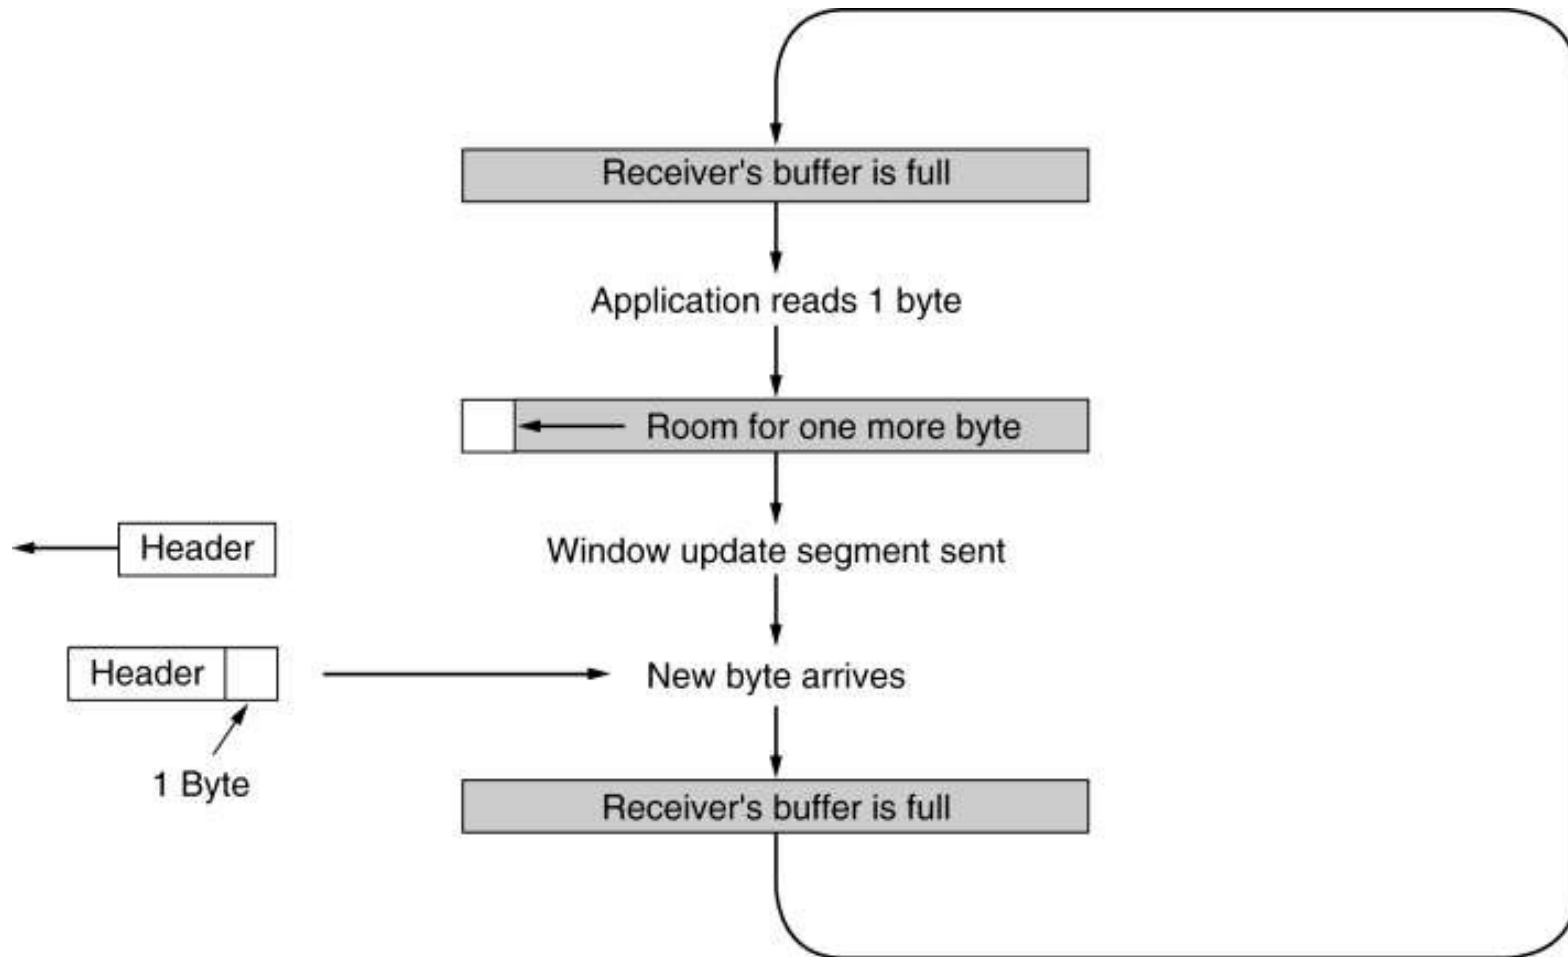 Receiver's buffer is full
Application reads 1 byte
Room for one more byte
Header
Window update segment sent
Header
New byte arrives
1 Byte
Receiver's buffer is full